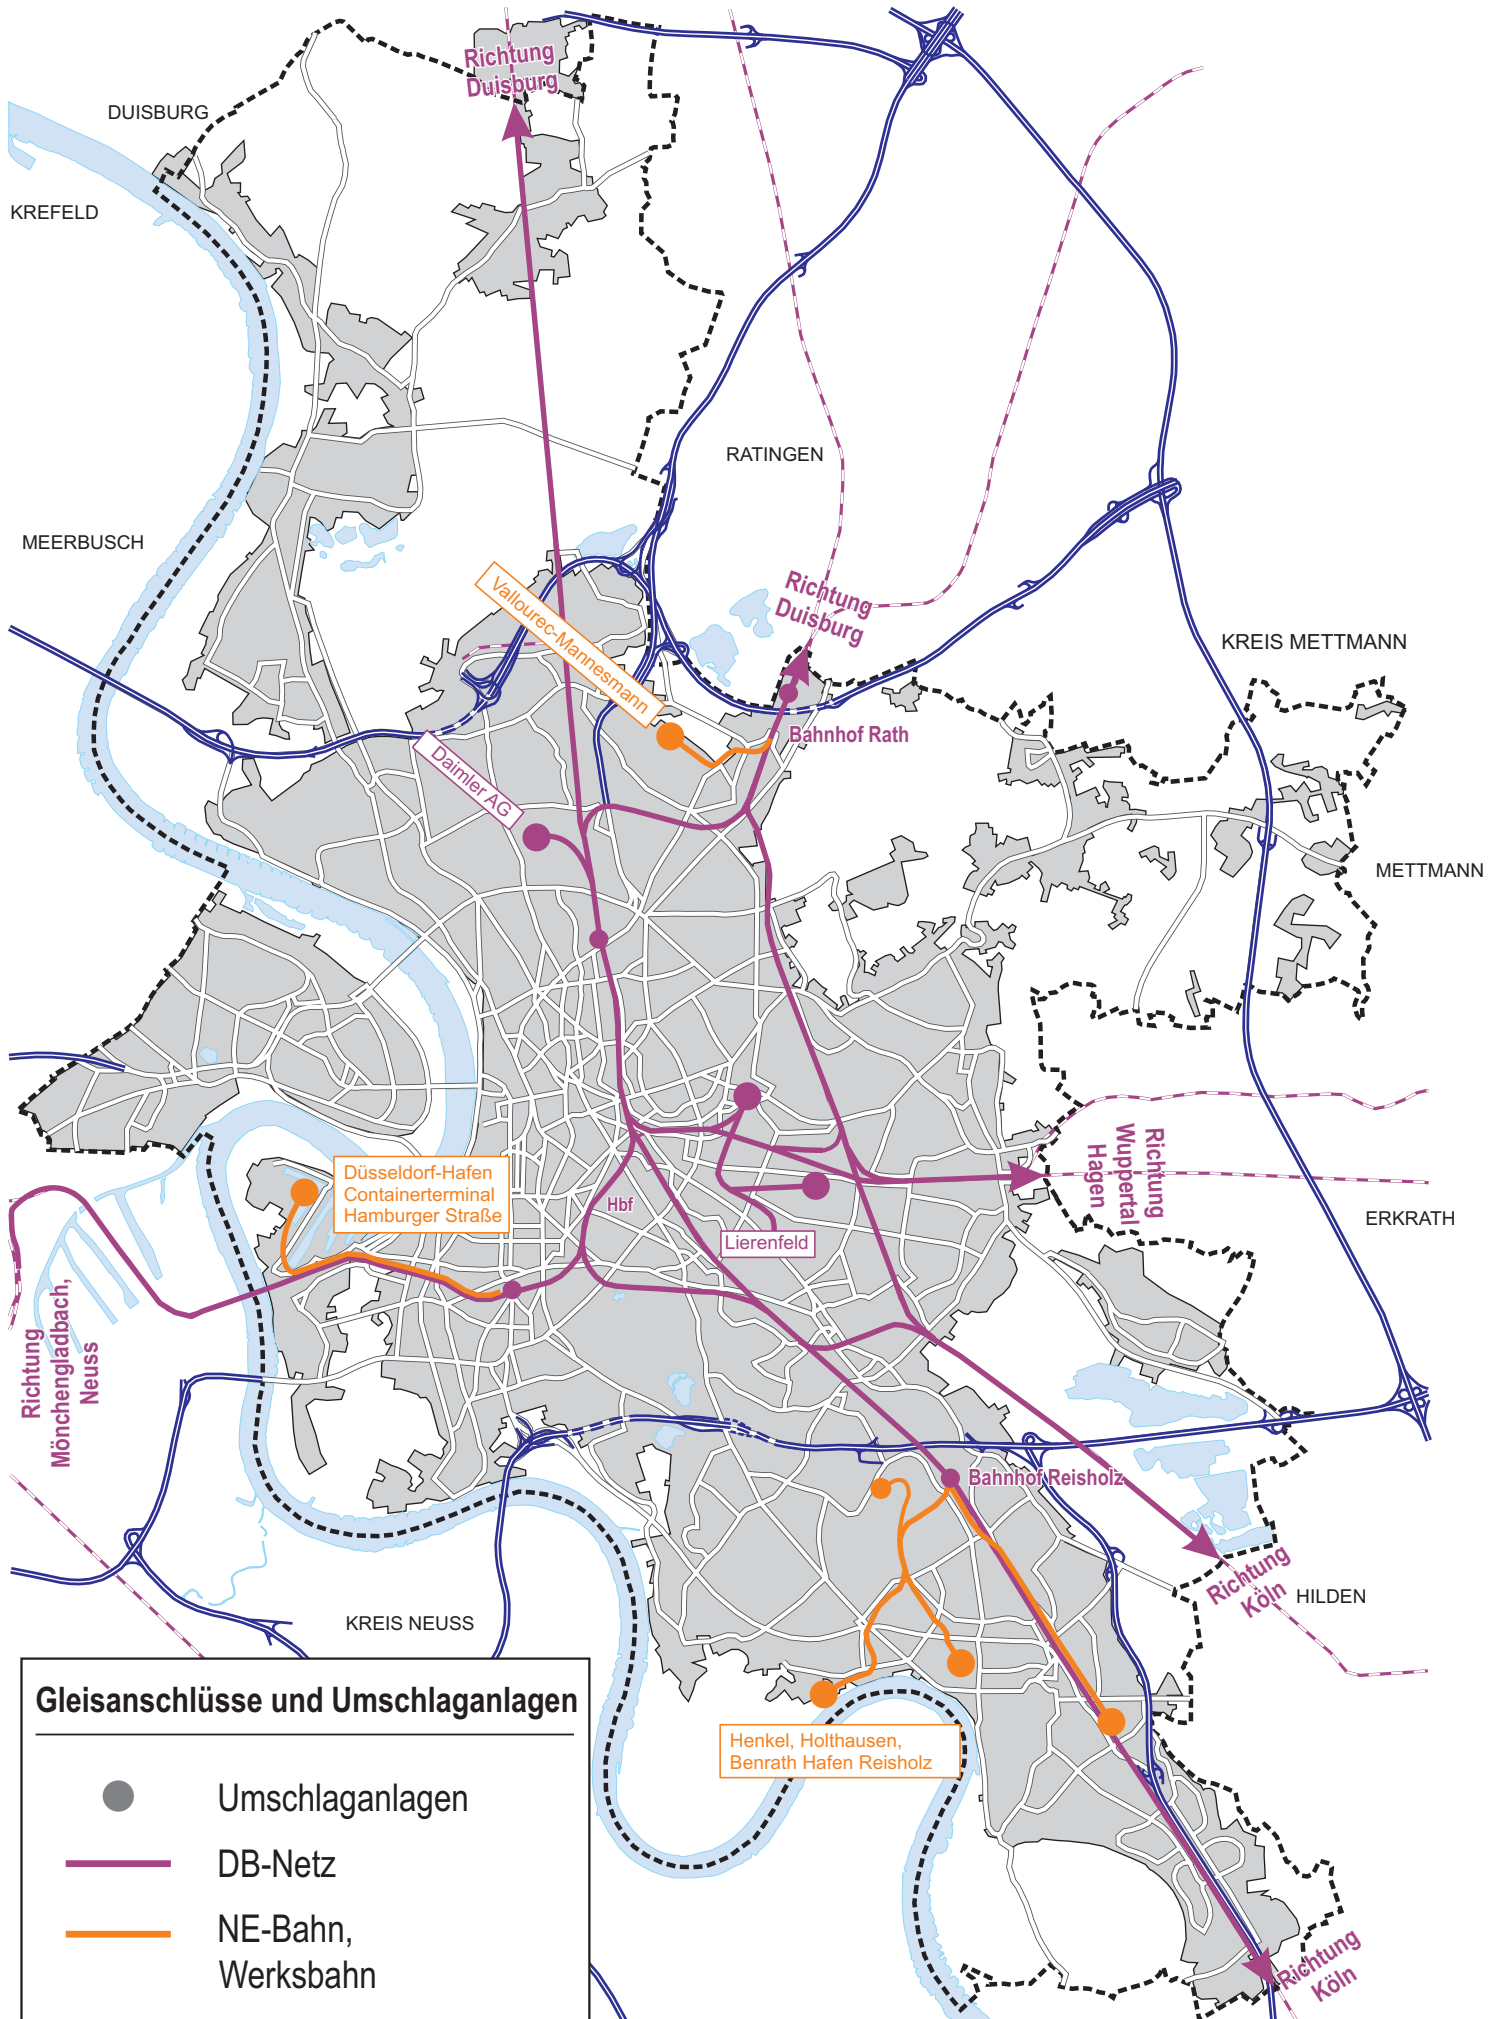 Richtung
Duisburg
DUISBURG
KREFELD
RATINGEN
MEERBUSCH
Vallourec-Mannesmann
Richtung
Duisburg
KREIS METTMANN
Bahnhof Rath
Daimler AG
METTMANN
Düsseldorf-Hafen
Containerterminal
Hamburger Straße
Hbf
Lierenfeld
Richtung
Wuppertal
Hagen
ERKRATH
Richtung
Mönchengladbach,
Neuss
Bahnhof Reisholz
Richtung
Köln
HILDEN
KREIS NEUSS
Henkel, Holthausen,
Benrath Hafen Reisholz
Richtung
Köln
Gleisanschlüsse und Umschlaganlagen
Umschlaganlagen
DB-Netz
NE-Bahn,
Werksbahn